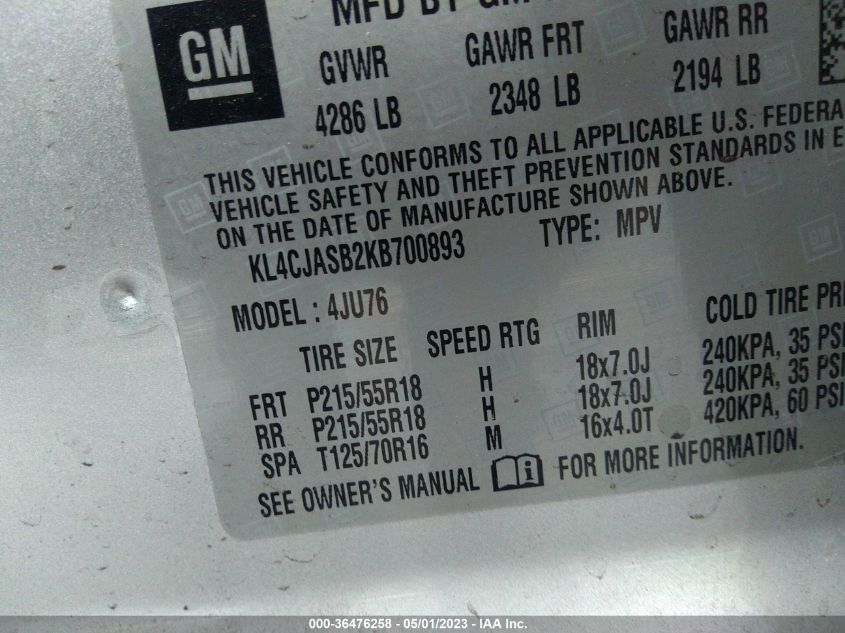 MFD BY GM
GM
GVWR GAWR FRT GAWR RR
4286 LB 2348 LB 2194 LB
THIS VEHICLE CONFORMS TO ALL APPLICABLE U.S. FEDERA
VEHICLE SAFETY AND THEFT PREVENTION STANDARDS IN E
ON THE DATE OF MANUFACTURE SHOWN ABOVE.
KL4CJASB2KB700893 TYPE: MPV
MODEL : 4JU76
TIRE SIZE SPEED RTG RIM COLD TIRE PR
FRT P215/55R18 H 18x7.0J 240KPA, 35 PSI
RR P215/55R18 H 18x7.0J 240KPA, 35 PSI
SPA T125/70R16 M 16x4.0T 420KPA, 60 PSI
SEE OWNER'S MANUAL FOR MORE INFORMATION.
000-36476258 - 05/01/2023 - IAA Inc.